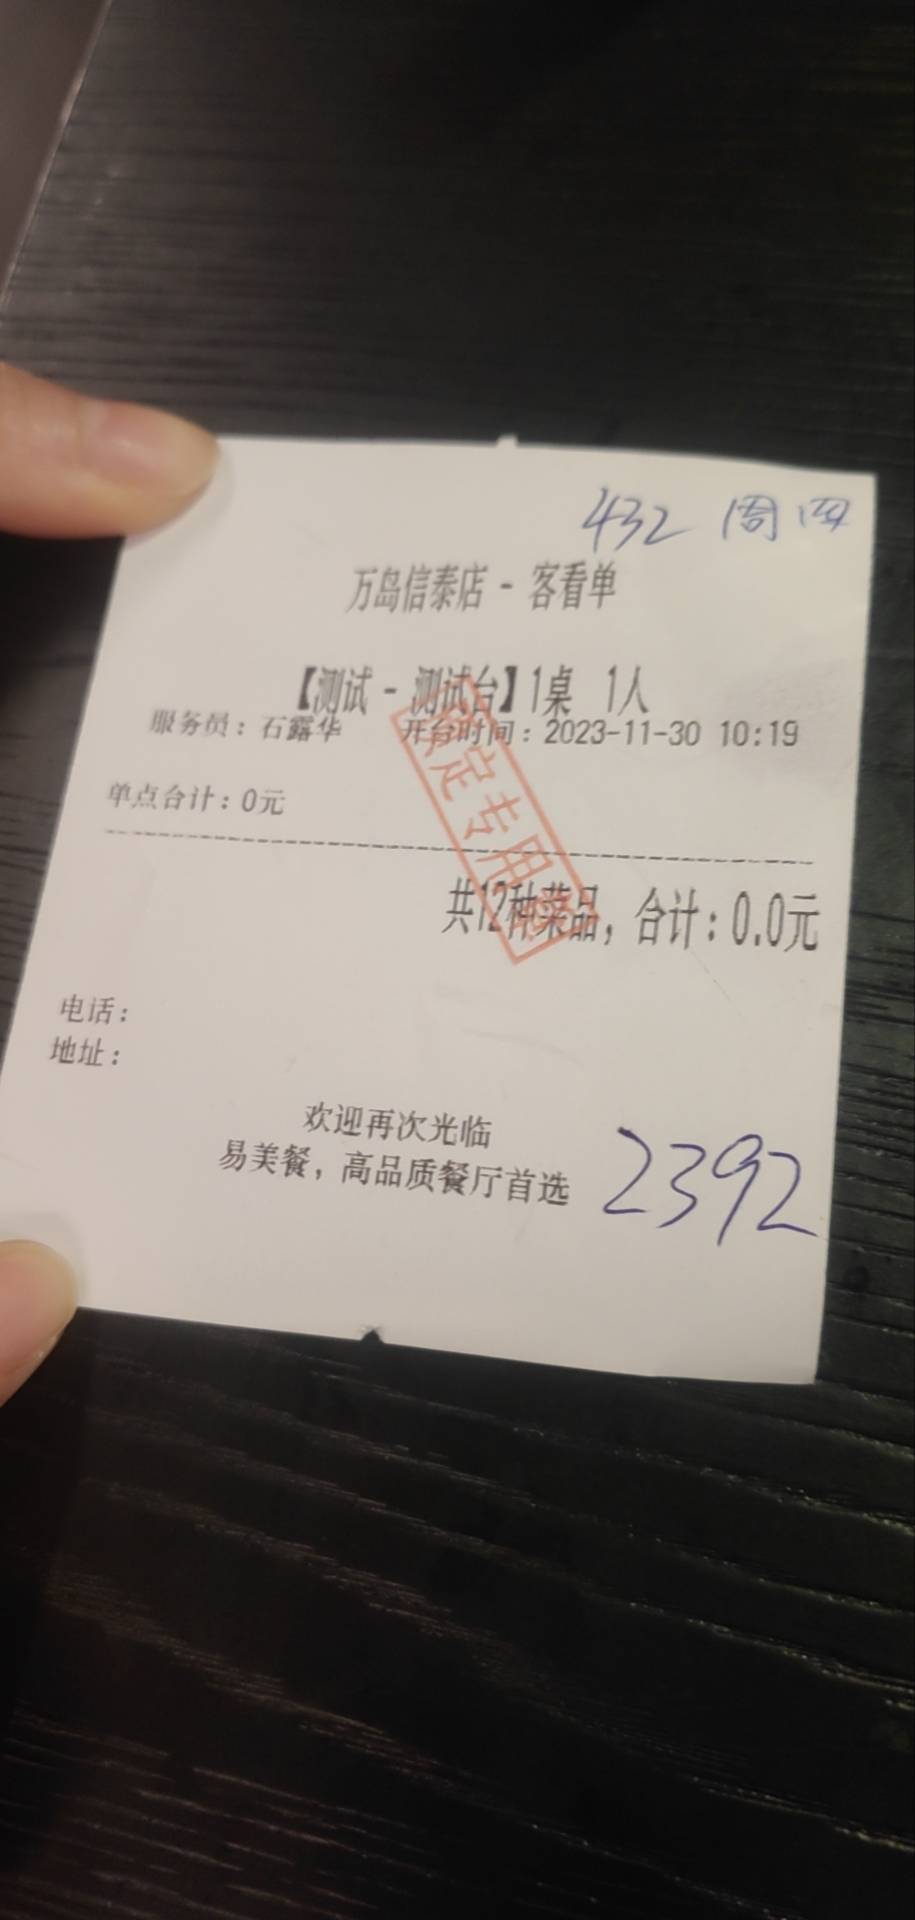 432 周四
万岛信泰店 - 客看单
【测试 - 测试台】1桌 1人
服务员：石露华 开台时间：2023-11-30 10:19
单点合计：0元
共12种菜品，合计：0.0元
定专用
电话：
地址：
欢迎再次光临
易美餐，高品质餐厅首选
2392